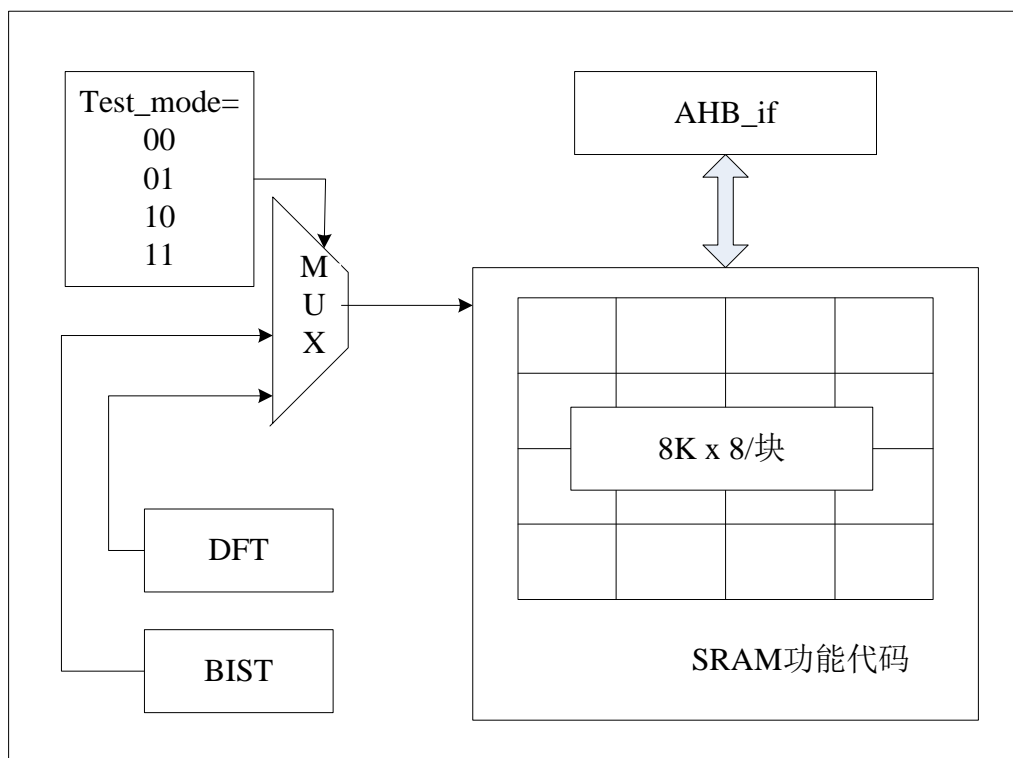 Test_mode=
00
01
10
11
AHB_if
M
U
X
8K x 8/块
DFT
BIST
SRAM功能代码